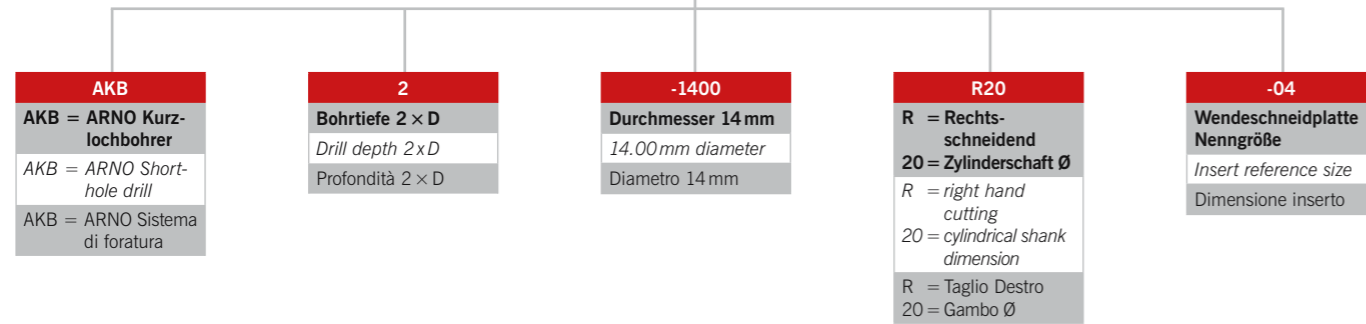 AKB
AKB = ARNO Kurz-
lochbohrer
AKB = ARNO Short-
hole drill
AKB = ARNO Sistema
di foratura
2
Bohrtiefe 2 × D
Drill depth 2 x D
Profondità 2 × D
-1400
Durchmesser 14 mm
14.00 mm diameter
Diametro 14 mm
R20
R = Rechts-
schneidend
20 = Zylinderschaft Ø
R = right hand
cutting
20 = cylindrical shank
dimension
R = Taglio Destro
20 = Gambo Ø
-04
Wendeschneidplatte
Nenngröße
Insert reference size
Dimensione inserto